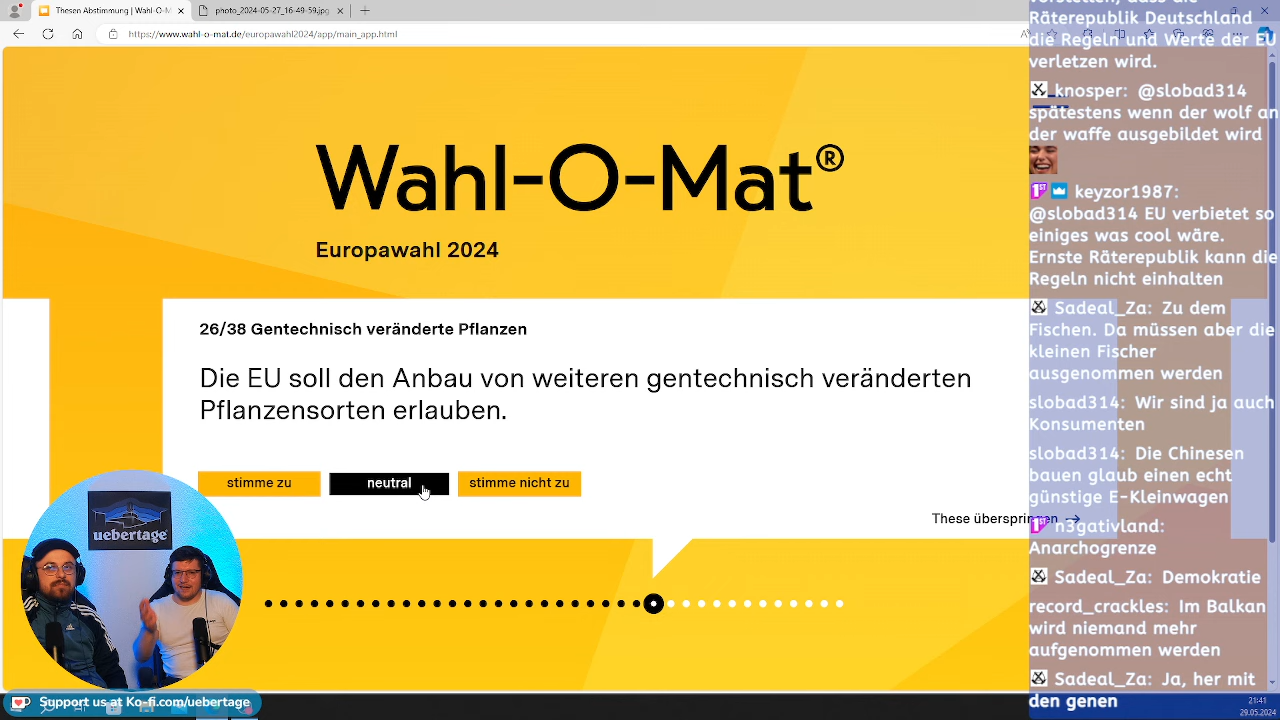 Thesen Abstimmung | Wahl-O-M
photo_2024-05-27_16-49-59.jpg
https://www.wahl-o-mat.de/europawahl2024/app/main_app.html
Wahl-O-Mat®
Europawahl 2024
26/38 Gentechnisch veränderte Pflanzen
Die EU soll den Anbau von weiteren gentechnisch veränderten
Pflanzensorten erlauben.
stimme zu
neutral
stimme nicht zu
These überspringen →
uebertage
Support us at Ko-fi.com/uebertage
vorstellen, dass die
Räterepublik Deutschland
die Regeln und Werte der EU
verletzen wird.
knosper: @slobad314
spätestens wenn der wolf an
der waffe ausgebildet wird
1ST keyzor1987:
@slobad314 EU verbietet so
einiges was cool wäre.
Ernste Räterepublik kann die
Regeln nicht einhalten
Sadeal_Za: Zu dem
Fischen. Da müssen aber die
kleinen Fischer
ausgenommen werden
slobad314: Wir sind ja auch
Konsumenten
slobad314: Die Chinesen
bauen glaub einen echt
günstige E-Kleinwagen
1ST n3gativland:
Anarchogrenze
Sadeal_Za: Demokratie
record_crackles: Im Balkan
wird niemand mehr
aufgenommen werden
Sadeal_Za: Ja, her mit
den genen
21:41
29.05.2024